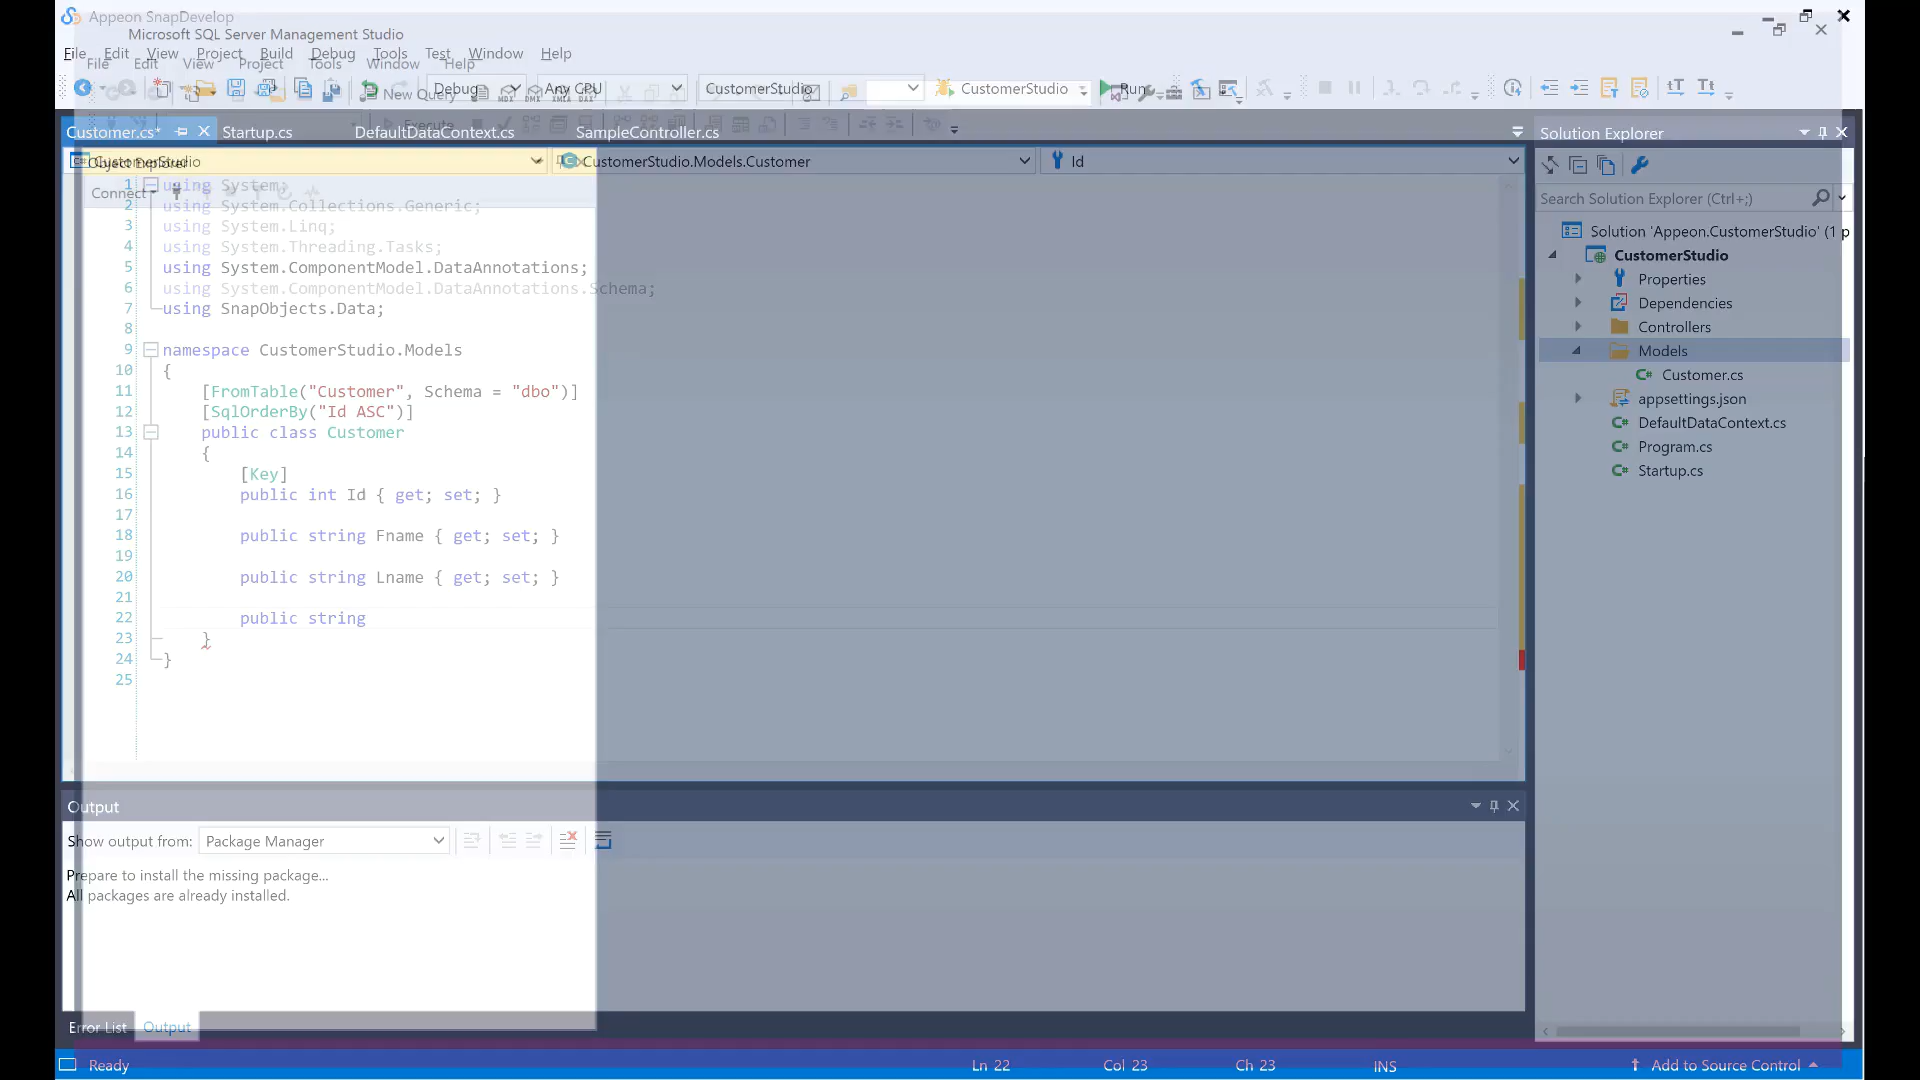 Appeon SnapDevelop
Microsoft SQL Server Management Studio
File Edit View Project Build Debug Tools Test Window Help
File Edit View Project Tools Window Help
New Query Debug Any CPU CustomerStudio CustomerStudio Run
Execute
Customer.cs* Startup.cs DefaultDataContext.cs SampleController.cs
CustomerStudio CustomerStudio.Models.Customer Id
Object Explorer
Connect
1 using System;
2 using System.Collections.Generic;
3 using System.Linq;
4 using System.Threading.Tasks;
5 using System.ComponentModel.DataAnnotations;
6 using System.ComponentModel.DataAnnotations.Schema;
7 using SnapObjects.Data;
8
9 namespace CustomerStudio.Models
10 {
11 [FromTable("Customer", Schema = "dbo")]
12 [SqlOrderBy("Id ASC")]
13 public class Customer
14 {
15 [Key]
16 public int Id { get; set; }
17
18 public string Fname { get; set; }
19
20 public string Lname { get; set; }
21
22 public string
23 }
24 }
25
Solution Explorer
Search Solution Explorer (Ctrl+;)
Solution 'Appeon.CustomerStudio' (1 p
CustomerStudio
Properties
Dependencies
Controllers
Models
Customer.cs
appsettings.json
DefaultDataContext.cs
Program.cs
Startup.cs
Output
Show output from: Package Manager
Prepare to install the missing package...
All packages are already installed.
Error List Output
Ready Ln 22 Col 23 Ch 23 INS Add to Source Control